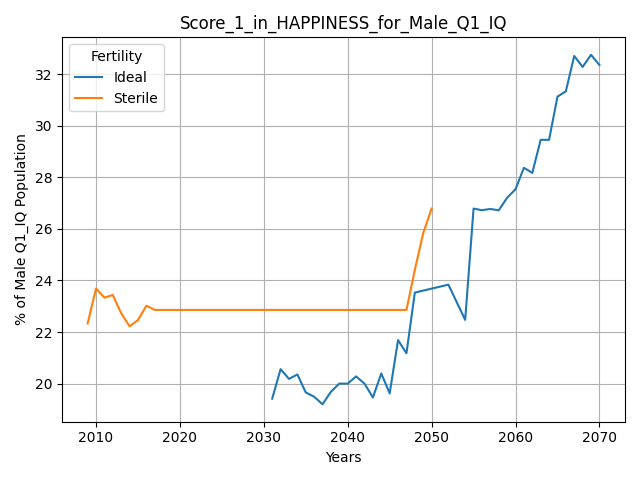 Score_1_in_HAPPINESS_for_Male_Q1_IQ
Fertility
Ideal
Sterile
% of Male Q1_IQ Population
32
30
28
26
24
22
20
2010 2020 2030 2040 2050 2060 2070
Years